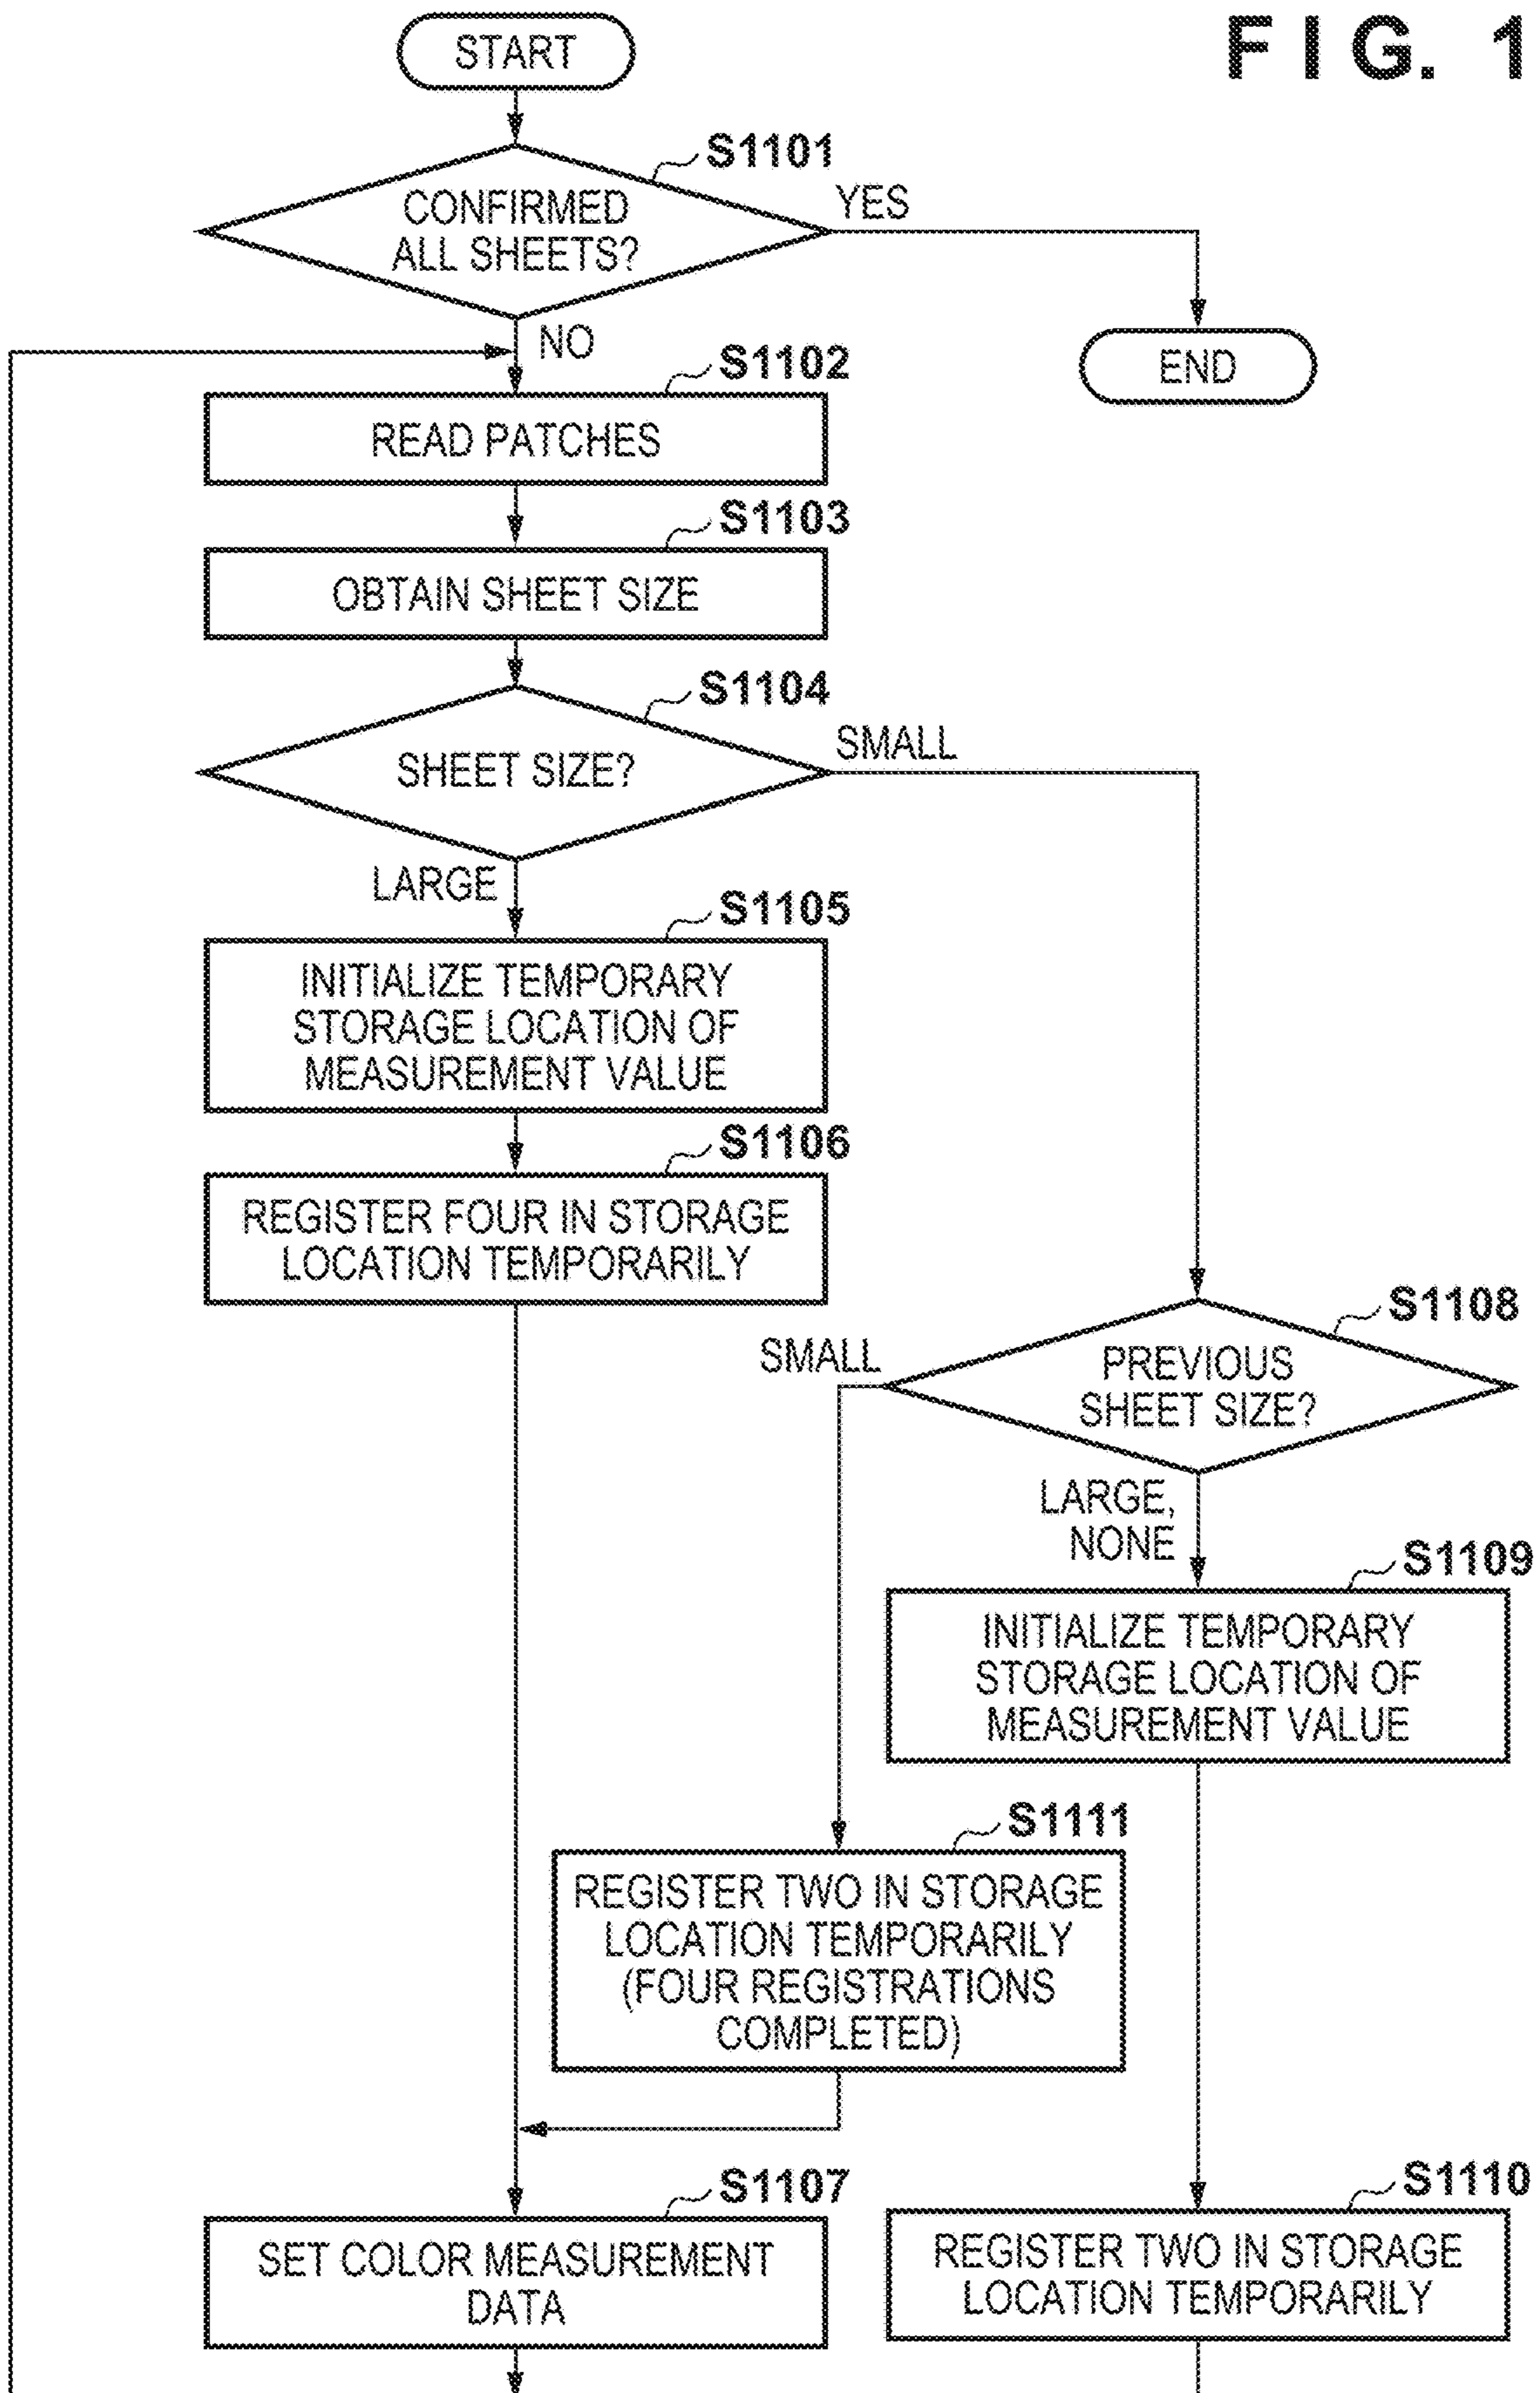 FIG. 1
START
S1101
CONFIRMED
ALL SHEETS?
YES
NO
END
S1102
READ PATCHES
S1103
OBTAIN SHEET SIZE
S1104
SHEET SIZE?
SMALL
LARGE
S1105
INITIALIZE TEMPORARY
STORAGE LOCATION OF
MEASUREMENT VALUE
S1106
REGISTER FOUR IN STORAGE
LOCATION TEMPORARILY
S1108
PREVIOUS
SHEET SIZE?
SMALL
LARGE,
NONE
S1109
INITIALIZE TEMPORARY
STORAGE LOCATION OF
MEASUREMENT VALUE
S1111
REGISTER TWO IN STORAGE
LOCATION TEMPORARILY
(FOUR REGISTRATIONS
COMPLETED)
S1107
SET COLOR MEASUREMENT
DATA
S1110
REGISTER TWO IN STORAGE
LOCATION TEMPORARILY